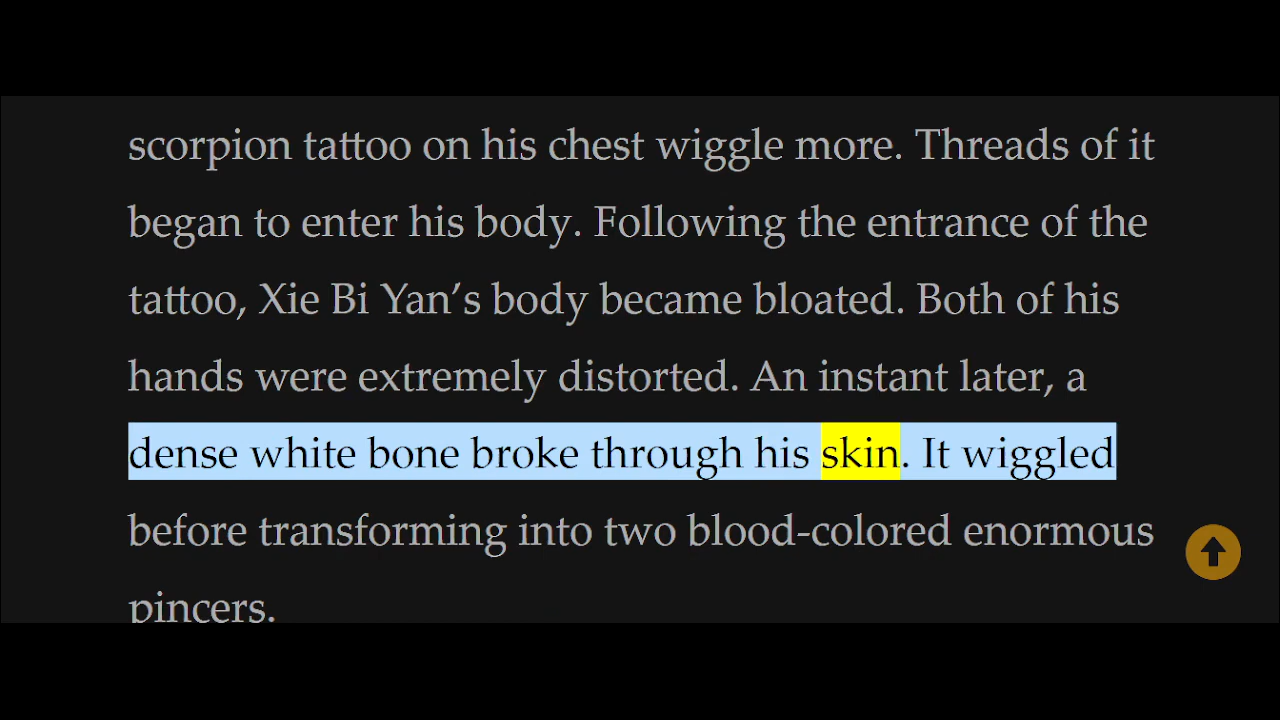 scorpion tattoo on his chest wiggle more. Threads of it
began to enter his body. Following the entrance of the
tattoo, Xie Bi Yan’s body became bloated. Both of his
hands were extremely distorted. An instant later, a
dense white bone broke through his skin. It wiggled
before transforming into two blood-colored enormous
pincers.